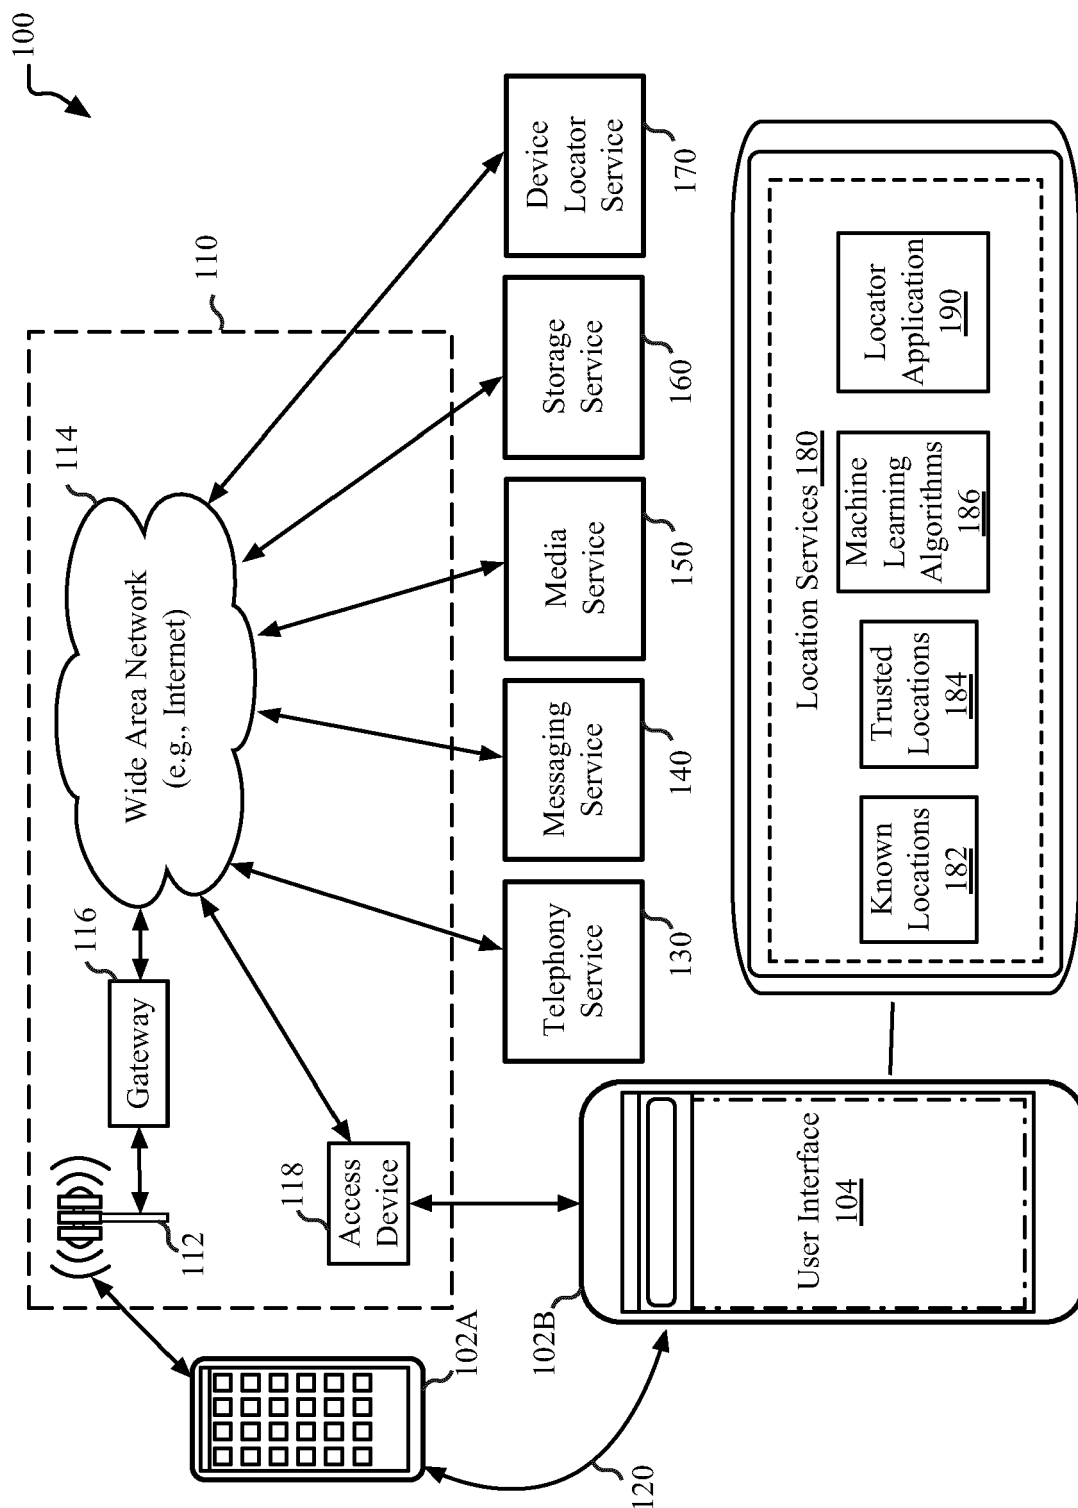 100
110
114
Wide Area Network
(e.g., Internet)
116
Gateway
112
118
Access
Device
102A
120
102B
User Interface
104
Telephony
Service
130
Messaging
Service
140
Media
Service
150
Storage
Service
160
Device
Locator
Service
170
Location Services 180
Known
Locations
182
Trusted
Locations
184
Machine
Learning
Algorithms
186
Locator
Application
190